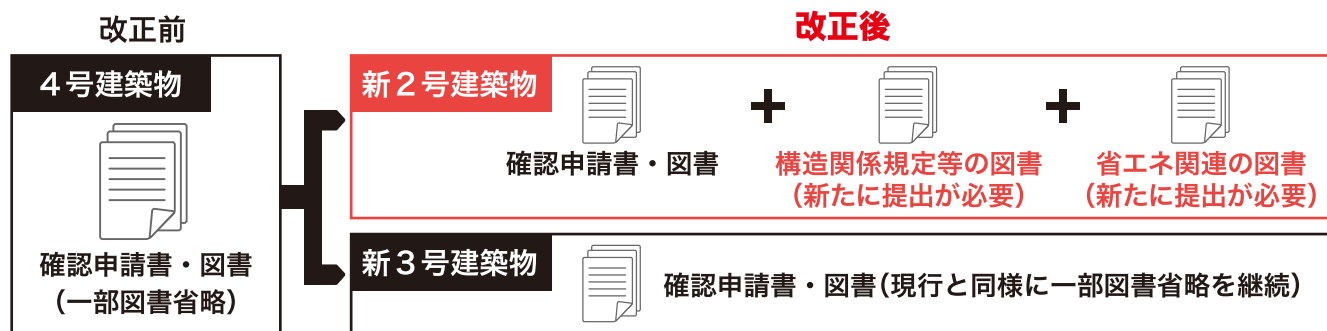 改正前
改正後
4号建築物
確認申請書・図書
（一部図書省略）
新2号建築物
＋
＋
確認申請書・図書
構造関係規定等の図書
（新たに提出が必要）
省エネ関連の図書
（新たに提出が必要）
新3号建築物
確認申請書・図書（現行と同様に一部図書省略を継続）